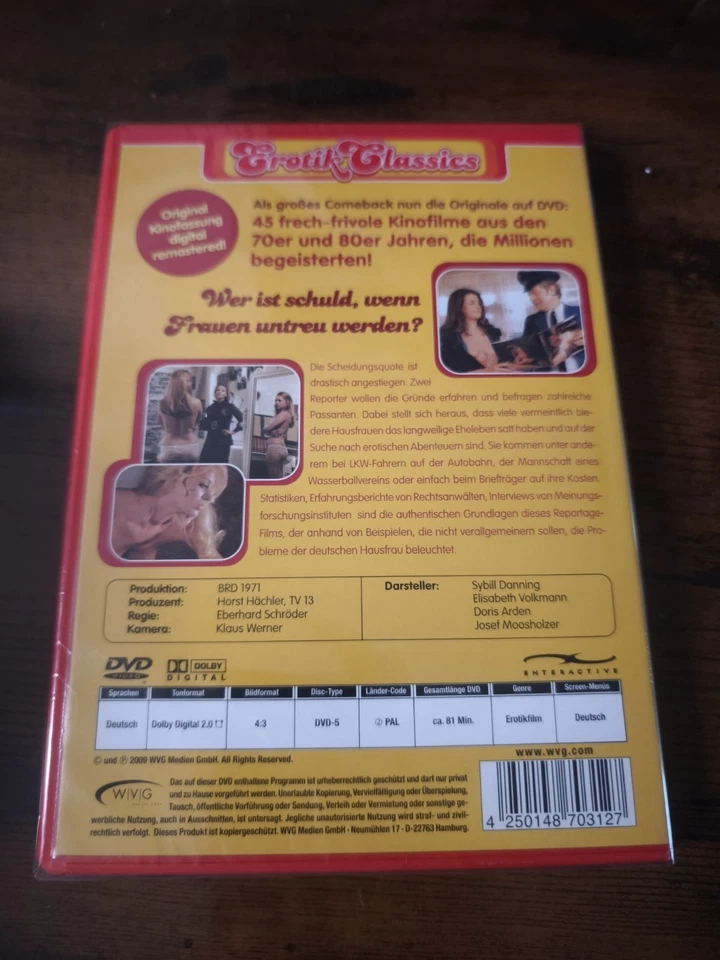 Erotik Classics
Original
Kinofassung
digital
remastered!
Als großes Comeback nun die Originale auf DVD:
45 frech-frivole Kinofilme aus den
70er und 80er Jahren, die Millionen
begeisterten!
Wer ist schuld, wenn
Frauen untreu werden?
Die Scheidungsquote ist
drastisch angestiegen. Zwei
Reporter wollen die Gründe erfahren und befragen zahlreiche
Passanten. Dabei stellt sich heraus, dass viele vermeintlich bie-
dere Hausfrauen das langweilige Eheleben satt haben und auf der
Suche nach erotischen Abenteuern sind. Sie kommen unter ande-
rem bei LKW-Fahrern auf der Autobahn, der Mannschaft eines
Wasserballvereins oder einfach beim Briefträger auf ihre Kosten.
Statistiken, Erfahrungsberichte von Rechtsanwälten, Interviews von Meinungs-
forschungsinstituten sind die authentischen Grundlagen dieses Reportage-
Films, der anhand von Beispielen, die nicht verallgemeinern sollen, die Pro-
bleme der deutschen Hausfrau beleuchtet.
Produktion: BRD 1971
Produzent: Horst Hächler, TV 13
Regie: Eberhard Schröder
Kamera: Klaus Werner
Darsteller: Sybill Danning
Elisabeth Volkmann
Doris Arden
Josef Moosholzer
DVD VIDEO DOLBY DIGITAL
ENTERACTIVE
Sprachen Tonformat Bildformat Disc-Type Länder-Code Gesamtlänge DVD Genre Screen-Menüs
Deutsch Dolby Digital 2.0 4:3 DVD-5 2 PAL ca. 81 Min. Erotikfilm Deutsch
© und ℗ 2009 WVG Medien GmbH. All Rights Reserved.
www.wvg.com
W|V|G
Das auf dieser DVD enthaltene Programm ist urheberrechtlich geschützt und darf nur privat
und zu Hause vorgeführt werden. Unerlaubte Kopierung, Vervielfältigung oder Überspielung,
Tausch, öffentliche Vorführung oder Sendung, Verleih oder Vermietung oder sonstige ge-
werbliche Nutzung, auch in Ausschnitten, ist untersagt. Jegliche unautorisierte Nutzung wird straf- und zivil-
rechtlich verfolgt. Dieses Produkt ist kopiergeschützt. WVG Medien GmbH · Neumühlen 17 · D-22763 Hamburg.
4 250148 703127